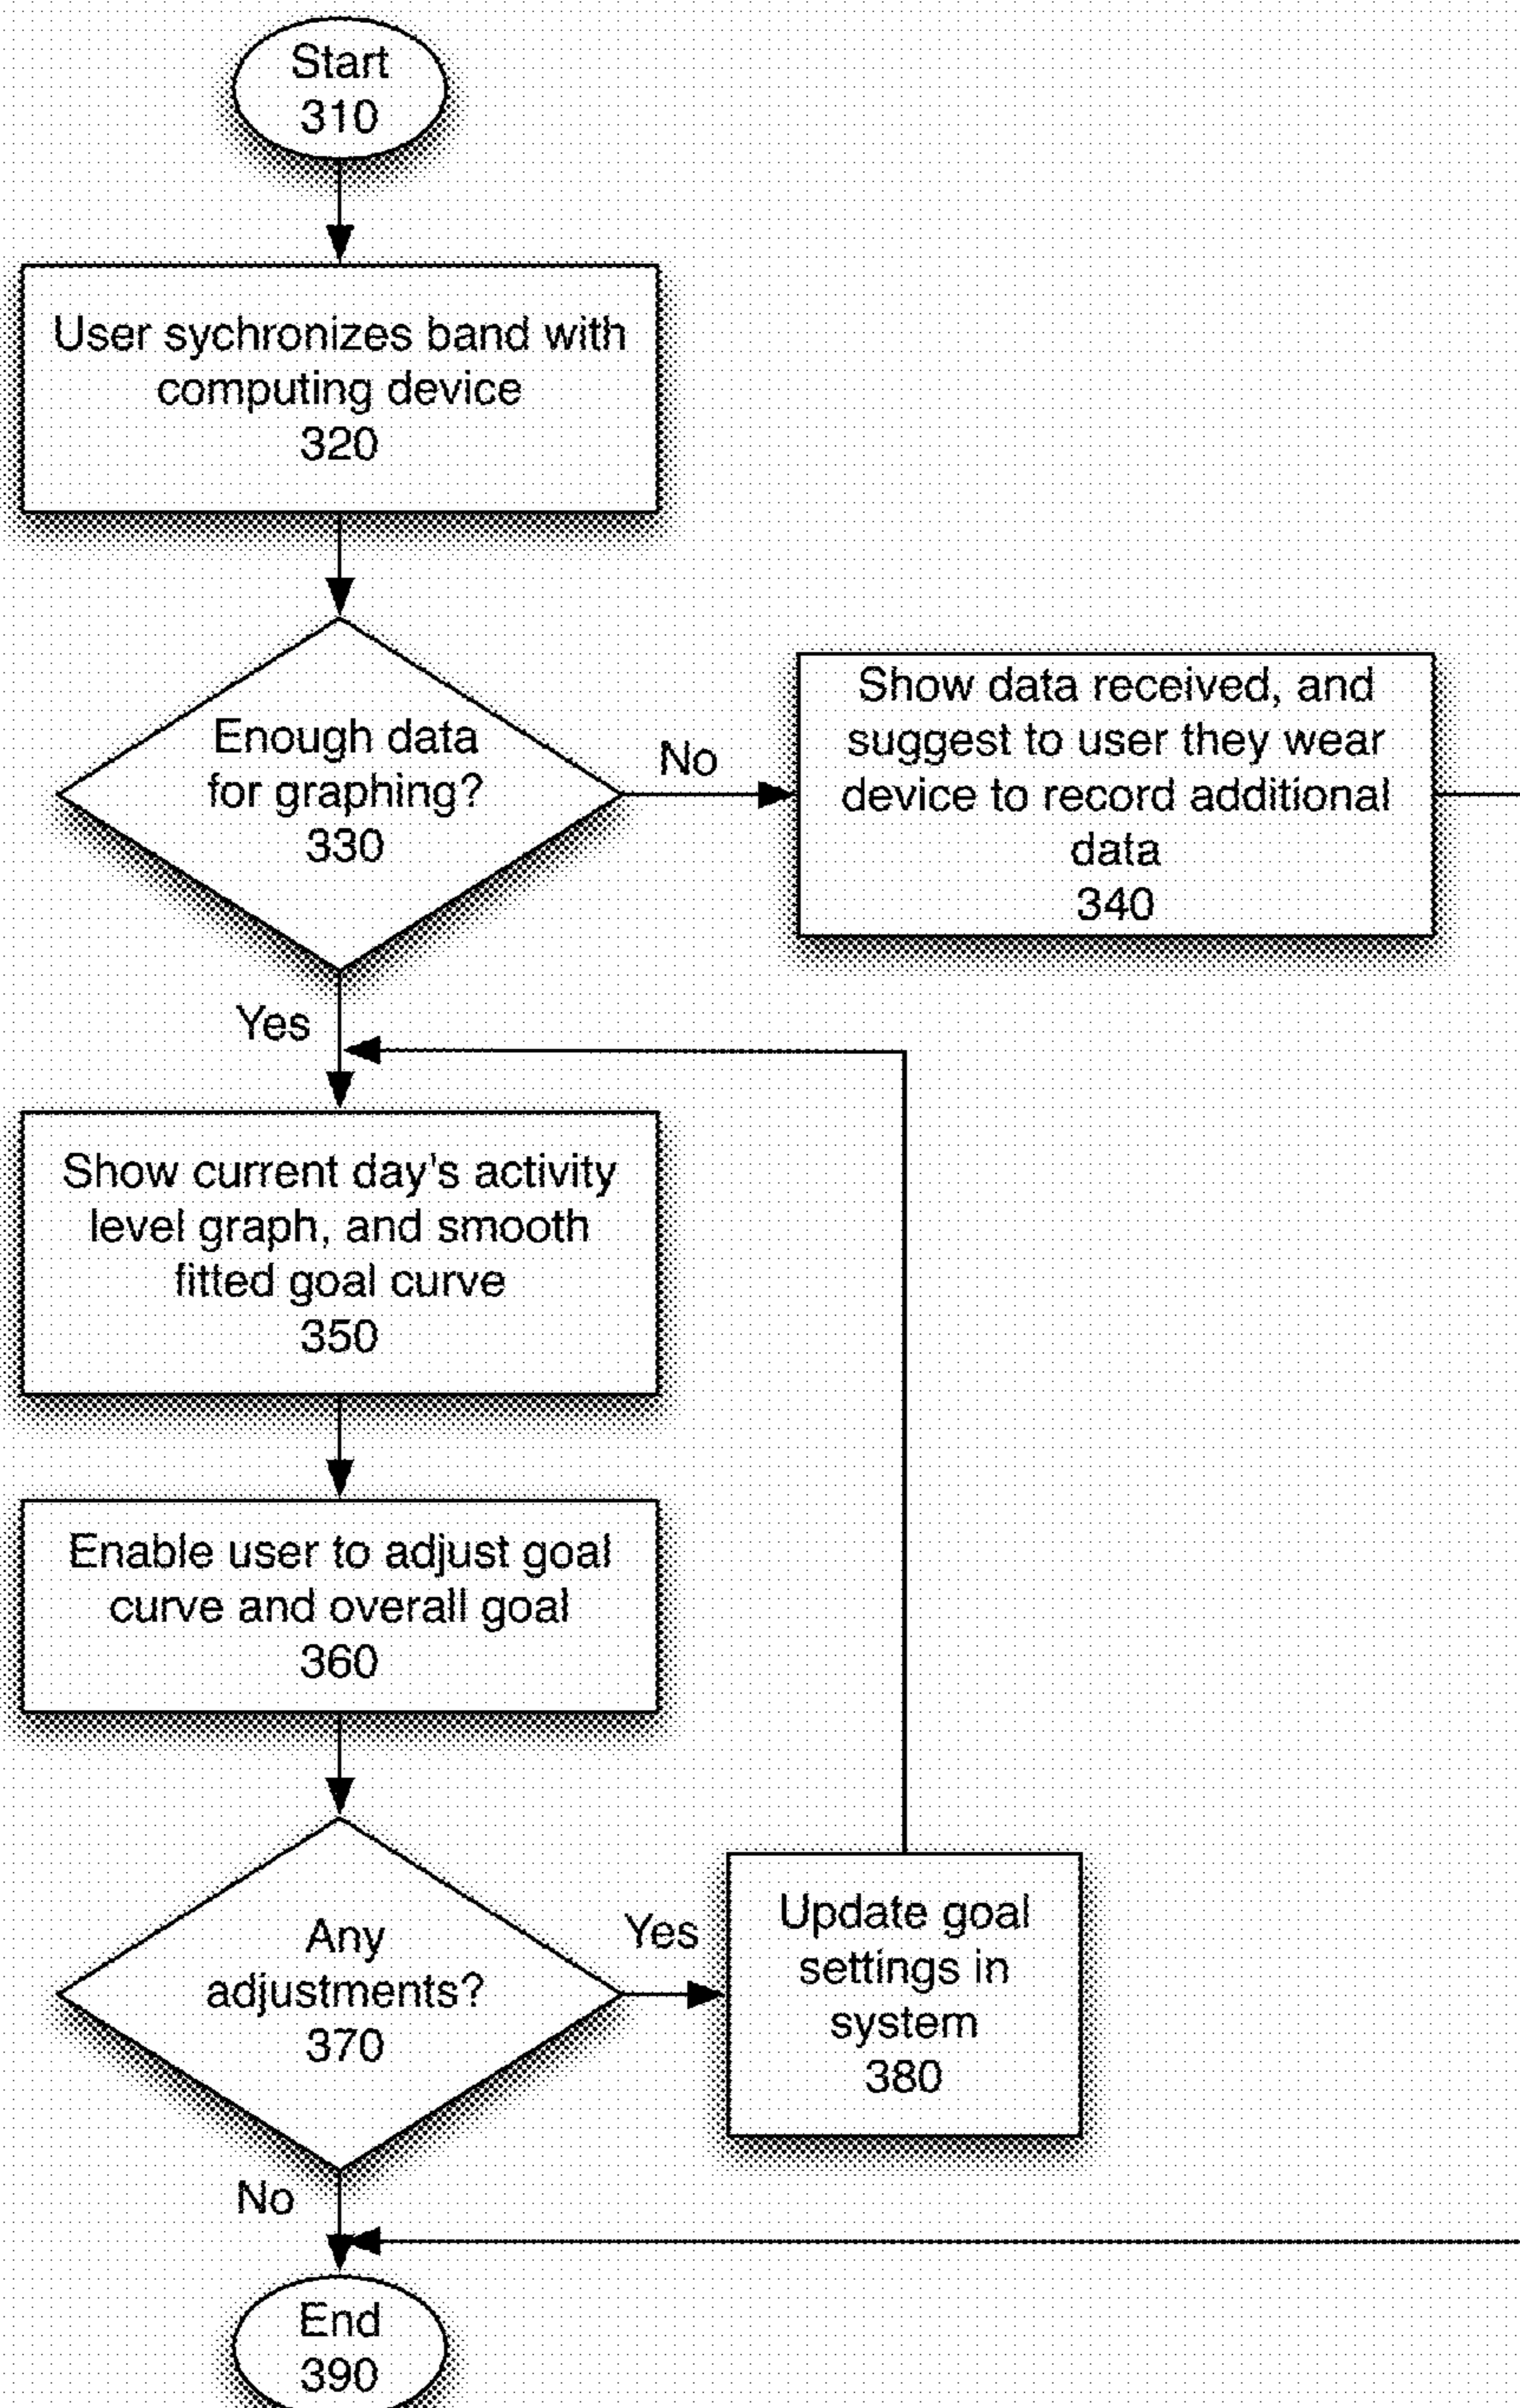 Start
310
User sychronizes band with
computing device
320
Enough data
for graphing?
330
No
Show data received, and
suggest to user they wear
device to record additional
data
340
Yes
Show current day's activity
level graph, and smooth
fitted goal curve
350
Enable user to adjust goal
curve and overall goal
360
Any
adjustments?
370
Yes
Update goal
settings in
system
380
No
End
390